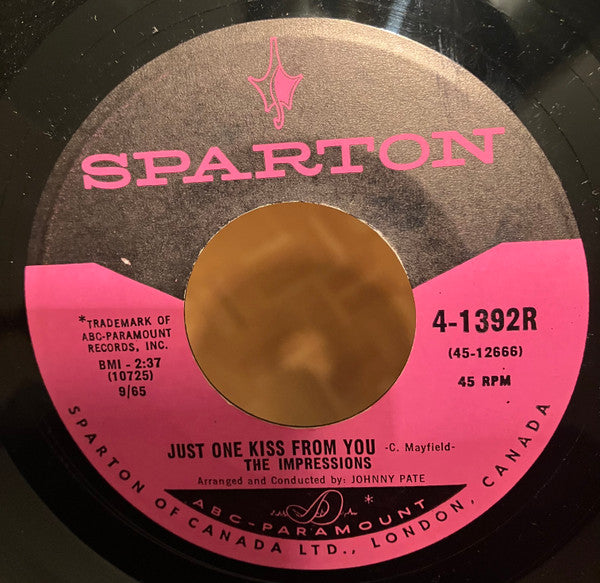 SPARTON
*TRADEMARK OF
ABC-PARAMOUNT
RECORDS, INC.
BMI - 2:37
(10725)
9/65
4-1392R
(45-12666)
45 RPM
JUST ONE KISS FROM YOU -C. Mayfield-
THE IMPRESSIONS
Arranged and Conducted by: JOHNNY PATE
*
ABC-PARAMOUNT
SPARTON OF CANADA LTD., LONDON, CANADA